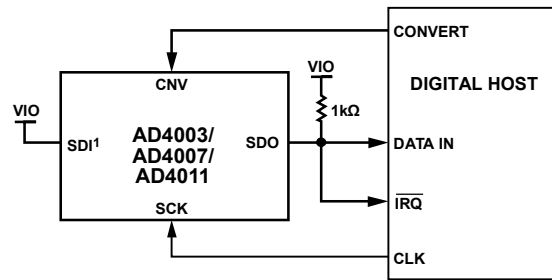 CONVERT
VIO
CNV
DIGITAL HOST
VIO
1kΩ
SDI1
AD4003/
AD4007/
AD4011
SDO
DATA IN
IRQ
SCK
CLK